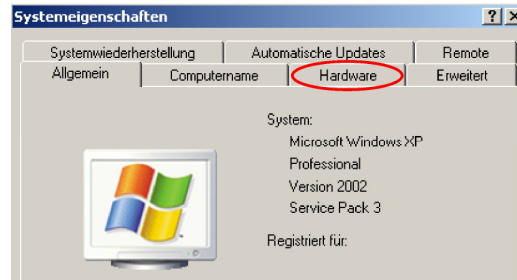 Systemeigenschaften
Systemwiederherstellung Automatische Updates Remote
Allgemein Computername Hardware Erweitert
System:
Microsoft Windows XP
Professional
Version 2002
Service Pack 3
Registriert für: